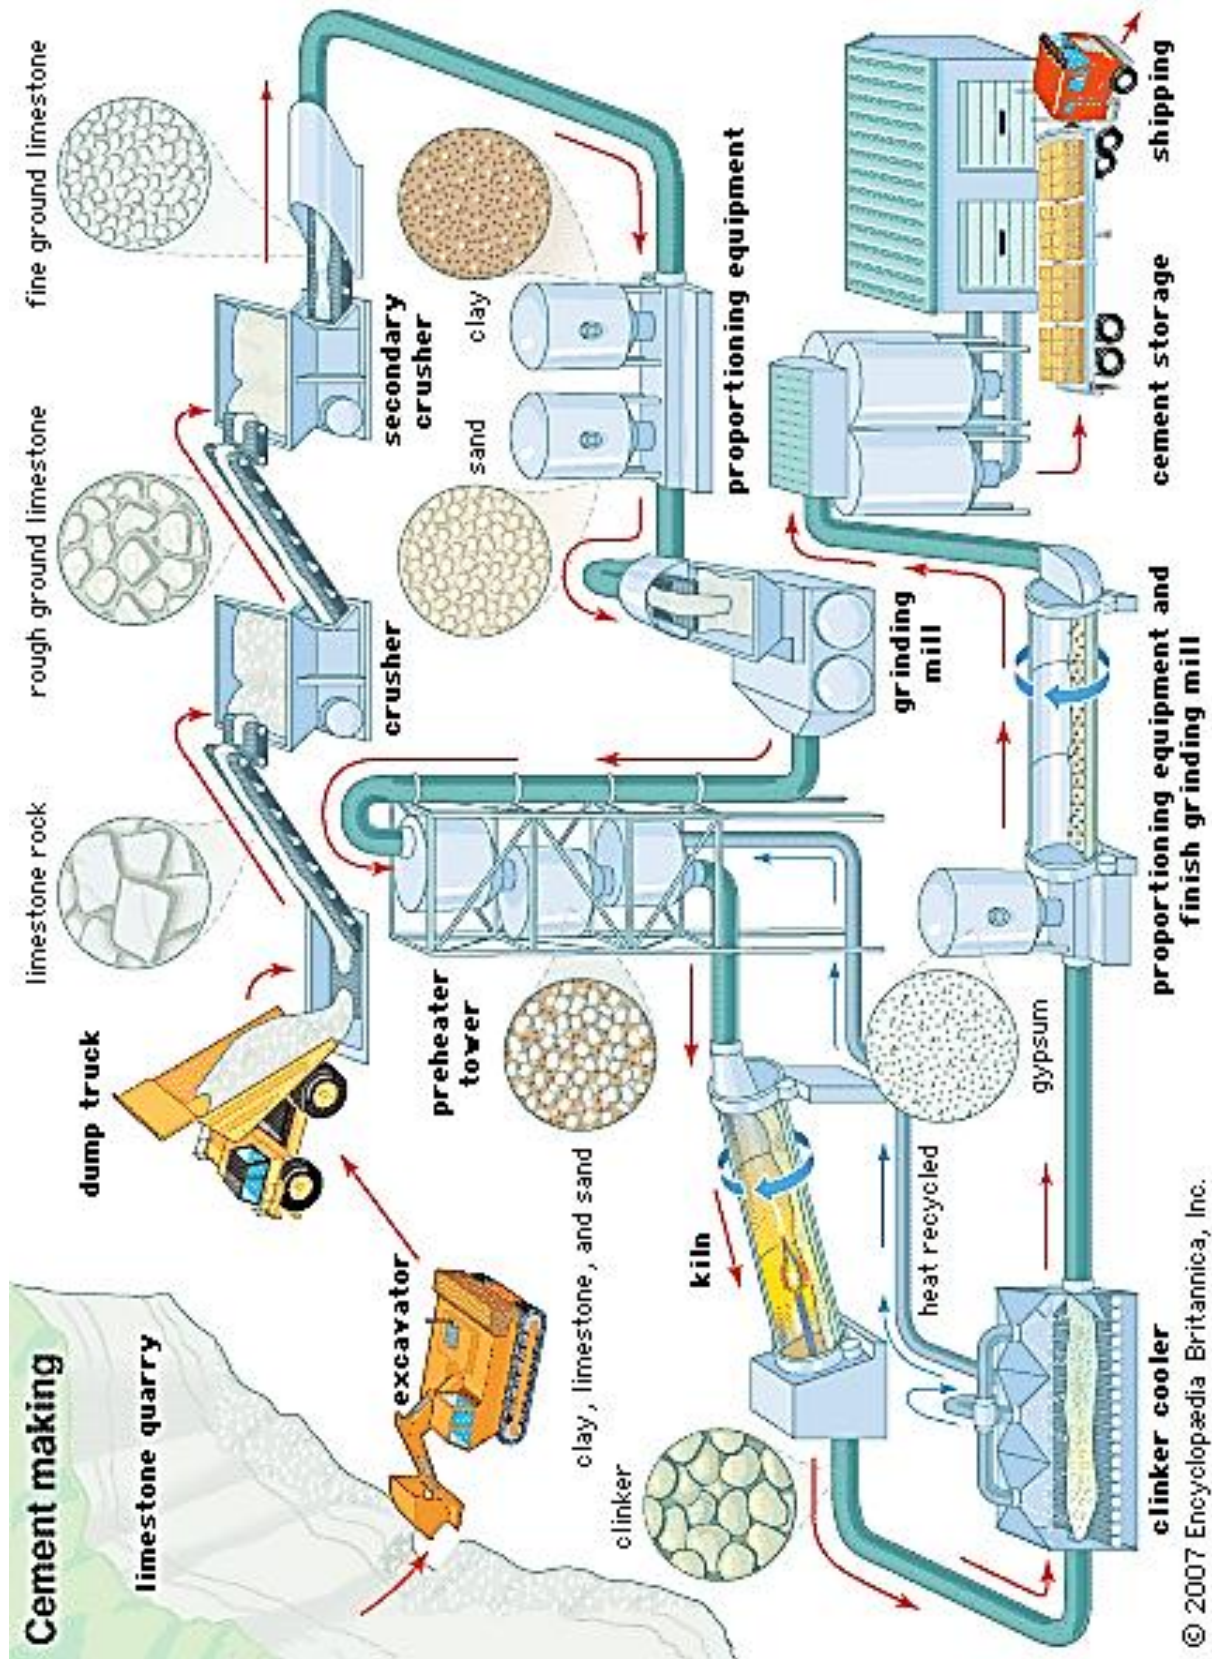 Cement making
limestone quarry
excavator
dump truck
limestone rock
rough ground limestone
fine ground limestone
crusher
secondary
crusher
clay
sand
proportioning equipment
grinding
mill
preheater
tower
clay, limestone, and sand
kiln
clinker
heat recycled
clinker cooler
gypsum
proportioning equipment and
finish grinding mill
cement storage
shipping
© 2007 Encyclopædia Britannica, Inc.